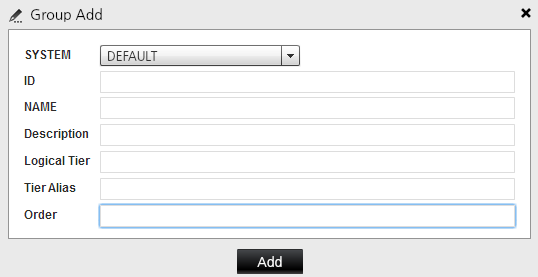 Group Add
SYSTEM DEFAULT
ID
NAME
Description
Logical Tier
Tier Alias
Order
Add